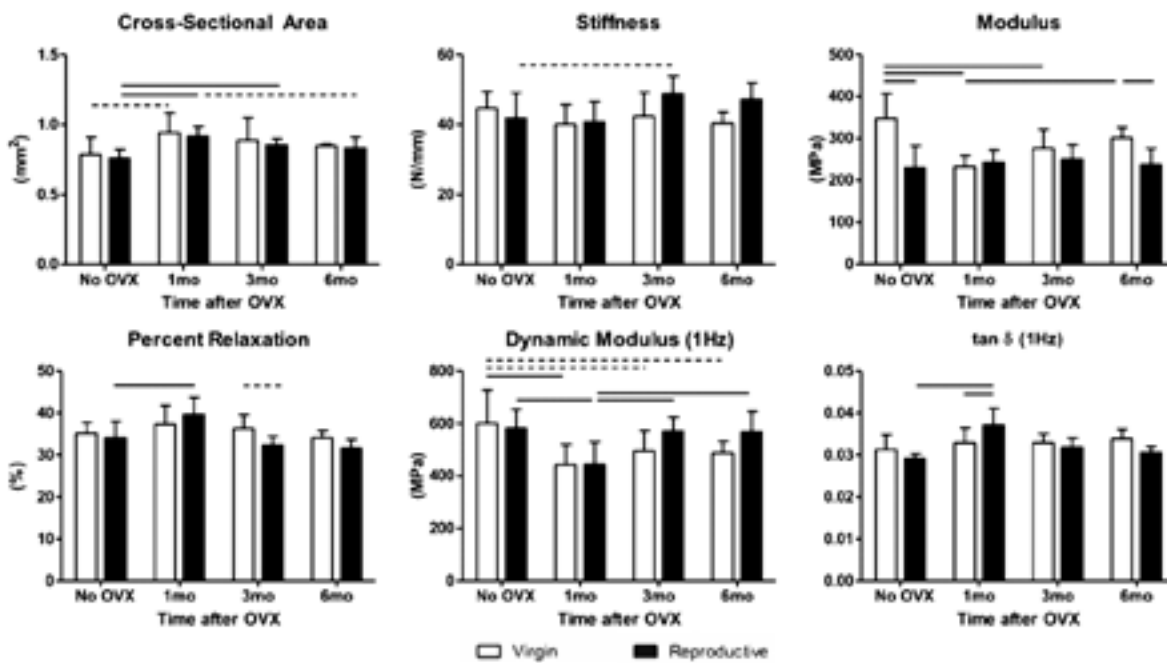 Cross-Sectional Area
1.5
1.0
0.5
0.0
(mm²)
No OVX 1mo 3mo 6mo
Time after OVX
Stiffness
60
40
20
0
(N/mm)
No OVX 1mo 3mo 6mo
Time after OVX
Modulus
500
400
300
200
100
0
(MPa)
No OVX 1mo 3mo 6mo
Time after OVX
Percent Relaxation
50
40
30
20
10
0
(%)
No OVX 1mo 3mo 6mo
Time after OVX
Dynamic Modulus (1Hz)
800
600
400
200
0
(MPa)
No OVX 1mo 3mo 6mo
Time after OVX
tan δ (1Hz)
0.05
0.04
0.03
0.02
0.01
0.00
No OVX 1mo 3mo 6mo
Time after OVX
Virgin Reproductive